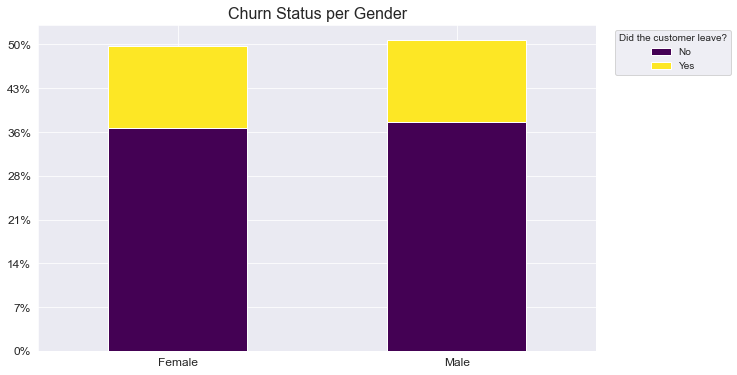 Churn Status per Gender
Did the customer leave?
No
Yes
50%
43%
36%
28%
21%
14%
7%
0%
Female
Male